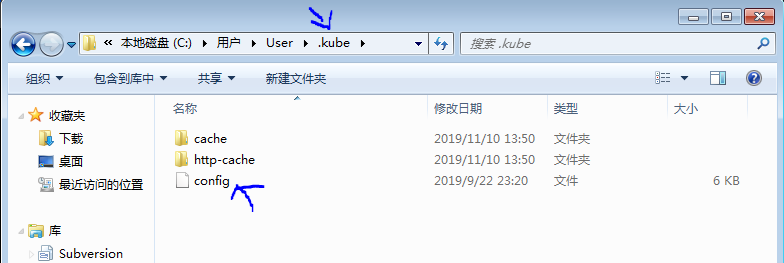 « 本地磁盘 (C:) ▸ 用户 ▸ User ▸ .kube ▸
搜索 .kube
组织 ▼ 包含到库中 ▼ 共享 ▼ 新建文件夹
收藏夹
下载
桌面
最近访问的位置
库
Subversion
名称 修改日期 类型 大小
cache 2019/11/10 13:50 文件夹
http-cache 2019/11/10 13:50 文件夹
config 2019/9/22 23:20 文件 6 KB